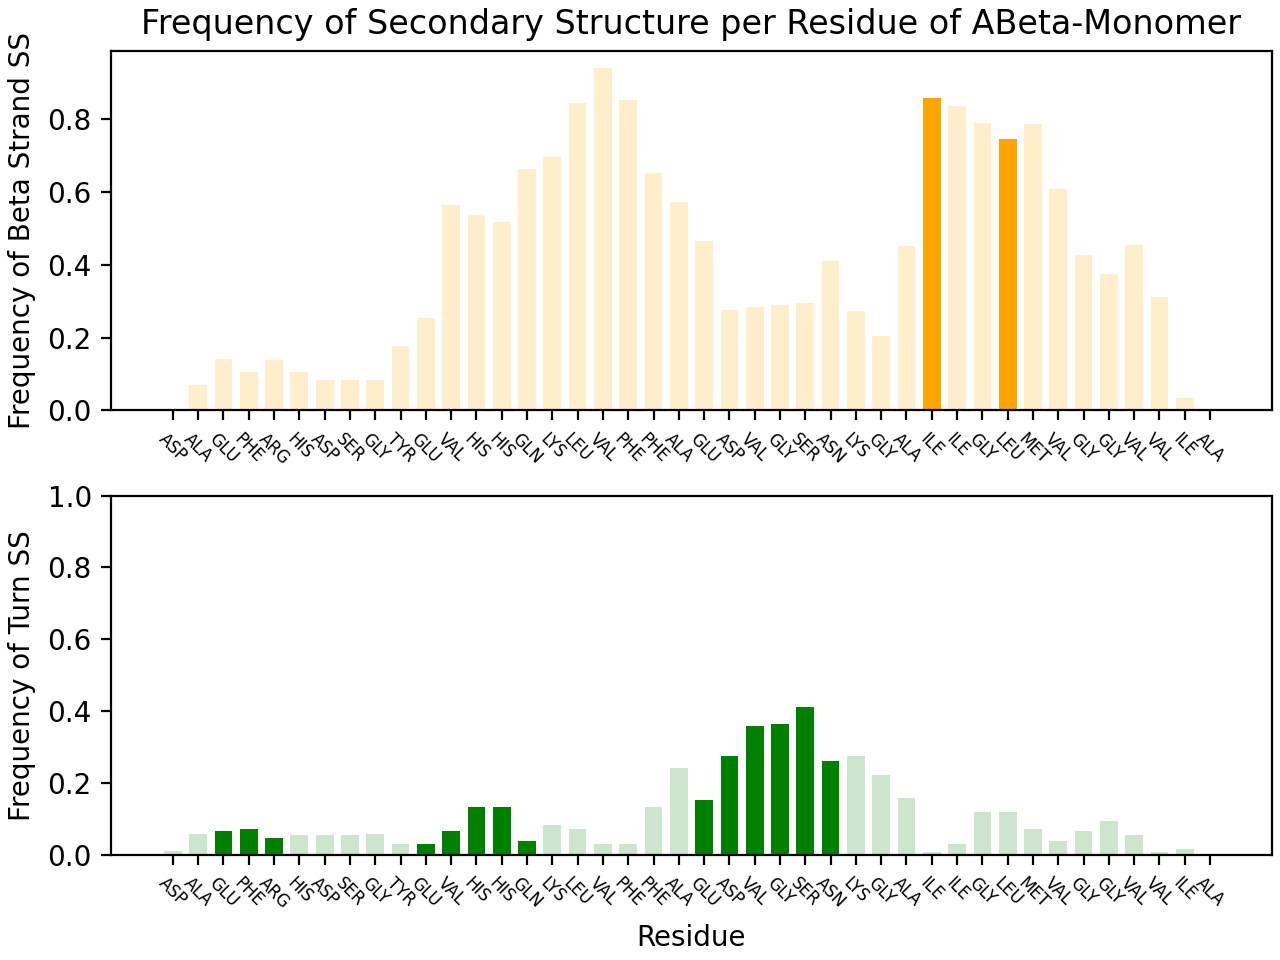 Frequency of Secondary Structure per Residue of ABeta-Monomer
Frequency of Beta Strand SS
0.8
0.6
0.4
0.2
0.0
ASP ALA GLU PHE ARG HIS ASP SER GLY TYR GLU VAL HIS HIS GLN LYS LEU VAL PHE PHE ALA GLU ASP VAL GLY SER ASN LYS GLY ALA ILE ILE GLY LEU MET VAL GLY GLY VAL VAL ILE ALA
Frequency of Turn SS
1.0
0.8
0.6
0.4
0.2
0.0
ASP ALA GLU PHE ARG HIS ASP SER GLY TYR GLU VAL HIS HIS GLN LYS LEU VAL PHE PHE ALA GLU ASP VAL GLY SER ASN LYS GLY ALA ILE ILE GLY LEU MET VAL GLY GLY VAL VAL ILE ALA
Residue